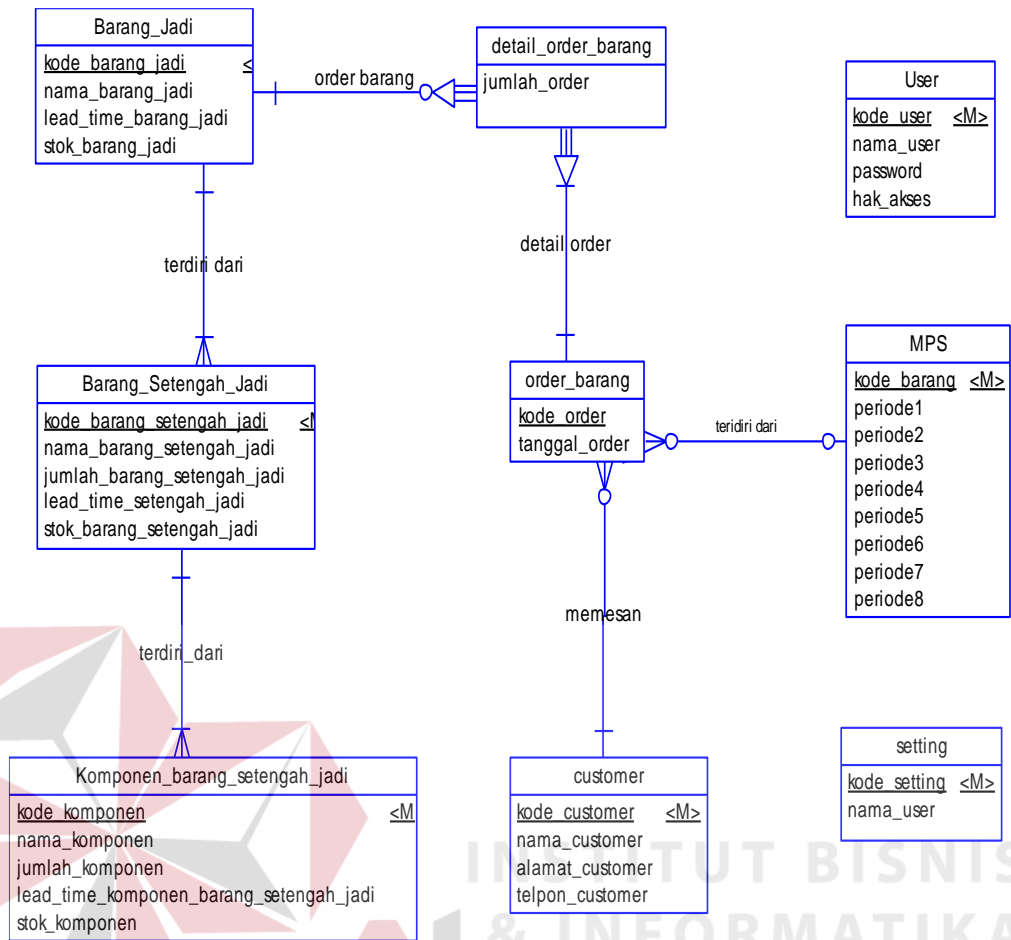 Barang_Jadi
kode_barang_jadi <
nama_barang_jadi
lead_time_barang_jadi
stok_barang_jadi
order barang
detail_order_barang
jumlah_order
User
kode_user <M>
nama_user
password
hak_akses
terdiri dari
detail order
Barang_Setengah_Jadi
kode_barang_setengah_jadi <M
nama_barang_setengah_jadi
jumlah_barang_setengah_jadi
lead_time_setengah_jadi
stok_barang_setengah_jadi
order_barang
kode_order
tanggal_order
teridiri dari
MPS
kode_barang <M>
periode1
periode2
periode3
periode4
periode5
periode6
periode7
periode8
terdiri_dari
memesan
Komponen_barang_setengah_jadi
kode_komponen <M
nama_komponen
jumlah_komponen
lead_time_komponen_barang_setengah_jadi
stok_komponen
customer
kode_customer <M>
nama_customer
alamat_customer
telpon_customer
setting
kode_setting <M>
nama_user
INSTITUT BISNIS
& INFORMATIKA